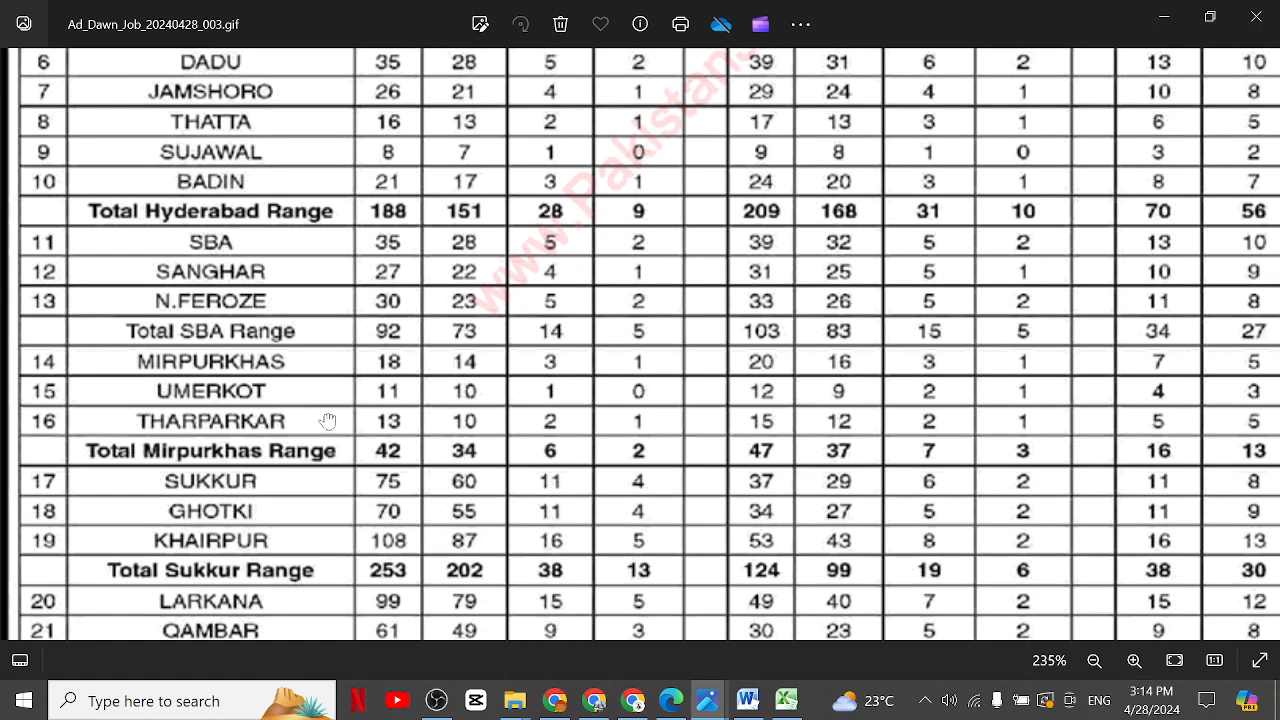 Ad_Dawn_Job_20240428_003.gif
6 DADU 35 28 5 2 39 31 6 2 13 10
7 JAMSHORO 26 21 4 1 29 24 4 1 10 8
8 THATTA 16 13 2 1 17 13 3 1 6 5
9 SUJAWAL 8 7 1 0 9 8 1 0 3 2
10 BADIN 21 17 3 1 24 20 3 1 8 7
Total Hyderabad Range 188 151 28 9 209 168 31 10 70 56
11 SBA 35 28 5 2 39 32 5 2 13 10
12 SANGHAR 27 22 4 1 31 25 5 1 10 9
13 N.FEROZE 30 23 5 2 33 26 5 2 11 8
Total SBA Range 92 73 14 5 103 83 15 5 34 27
14 MIRPURKHAS 18 14 3 1 20 16 3 1 7 5
15 UMERKOT 11 10 1 0 12 9 2 1 4 3
16 THARPARKAR 13 10 2 1 15 12 2 1 5 5
Total Mirpurkhas Range 42 34 6 2 47 37 7 3 16 13
17 SUKKUR 75 60 11 4 37 29 6 2 11 8
18 GHOTKI 70 55 11 4 34 27 5 2 11 9
19 KHAIRPUR 108 87 16 5 53 43 8 2 16 13
Total Sukkur Range 253 202 38 13 124 99 19 6 38 30
20 LARKANA 99 79 15 5 49 40 7 2 15 12
21 QAMBAR 61 49 9 3 30 23 5 2 9 8
www.Pakistan
235%
Type here to search
23°C
ENG
3:14 PM
4/28/2024